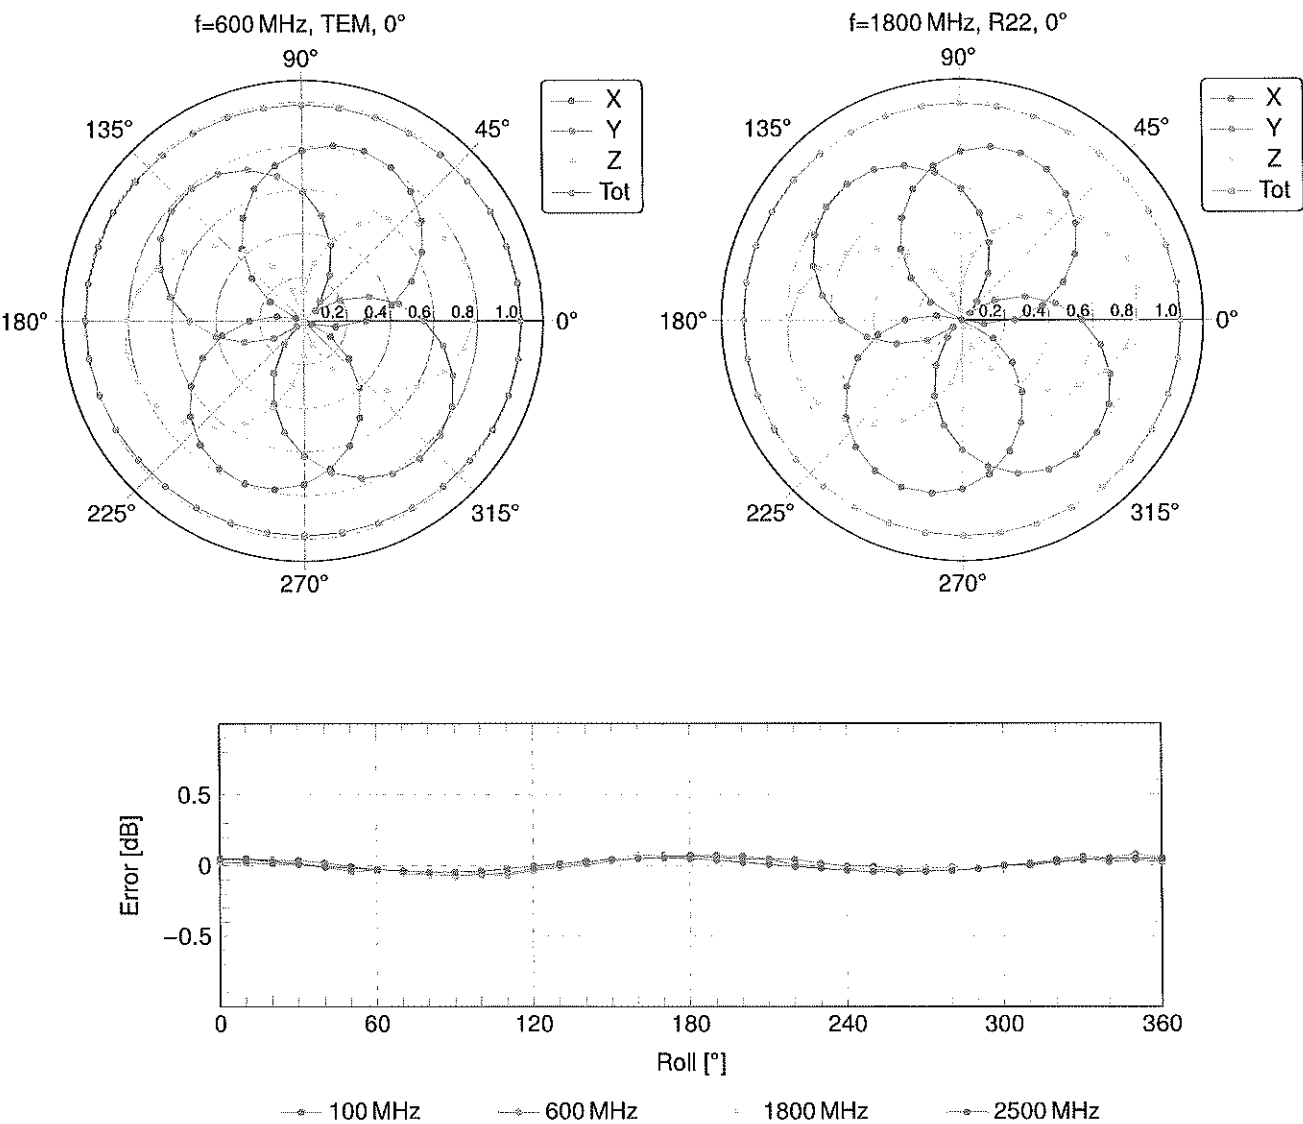 f=600 MHz, TEM, 0°
90°
135°
45°
X
Y
Z
Tot
180°
0.2 0.4 0.6 0.8 1.0
0°
225°
315°
270°
f=1800 MHz, R22, 0°
90°
135°
45°
X
Y
Z
Tot
180°
0.2 0.4 0.6 0.8 1.0
0°
225°
315°
270°
Error [dB]
0.5
0
−0.5
0 60 120 180 240 300 360
Roll [°]
100 MHz 600 MHz 1800 MHz 2500 MHz